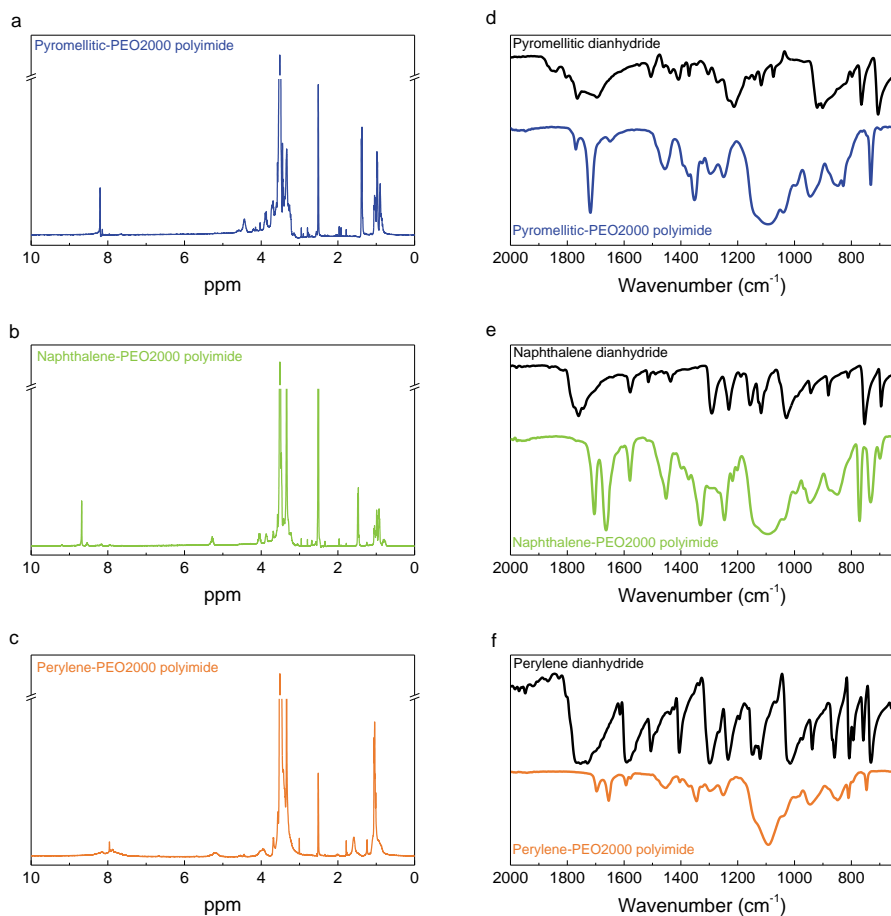 a
Pyromellitic-PEO2000 polyimide
10 8 6 4 2 0
ppm
b
Naphthalene-PEO2000 polyimide
10 8 6 4 2 0
ppm
c
Perylene-PEO2000 polyimide
10 8 6 4 2 0
ppm
d
Pyromellitic dianhydride
Pyromellitic-PEO2000 polyimide
2000 1800 1600 1400 1200 1000 800
Wavenumber (cm⁻¹)
e
Naphthalene dianhydride
Naphthalene-PEO2000 polyimide
2000 1800 1600 1400 1200 1000 800
Wavenumber (cm⁻¹)
f
Perylene dianhydride
Perylene-PEO2000 polyimide
2000 1800 1600 1400 1200 1000 800
Wavenumber (cm⁻¹)